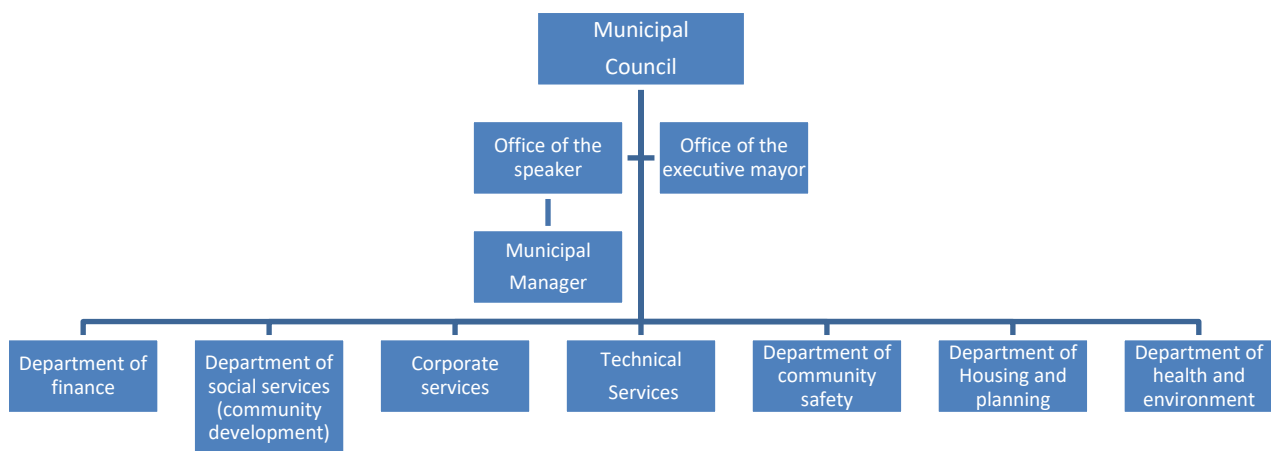 Municipal
Council
Office of the
speaker
Office of the
executive mayor
Municipal
Manager
Department of
finance
Department of
social services
(community
development)
Corporate
services
Technical
Services
Department of
community
safety
Department of
Housing and
planning
Department of
health and
environment